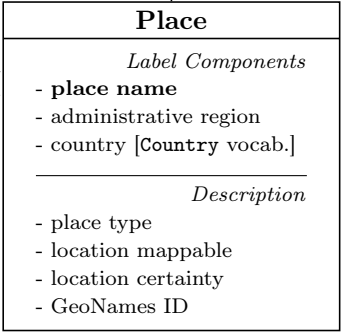 Place
Label Components
- place name
- administrative region
- country [Country vocab.]
Description
- place type
- location mappable
- location certainty
- GeoNames ID